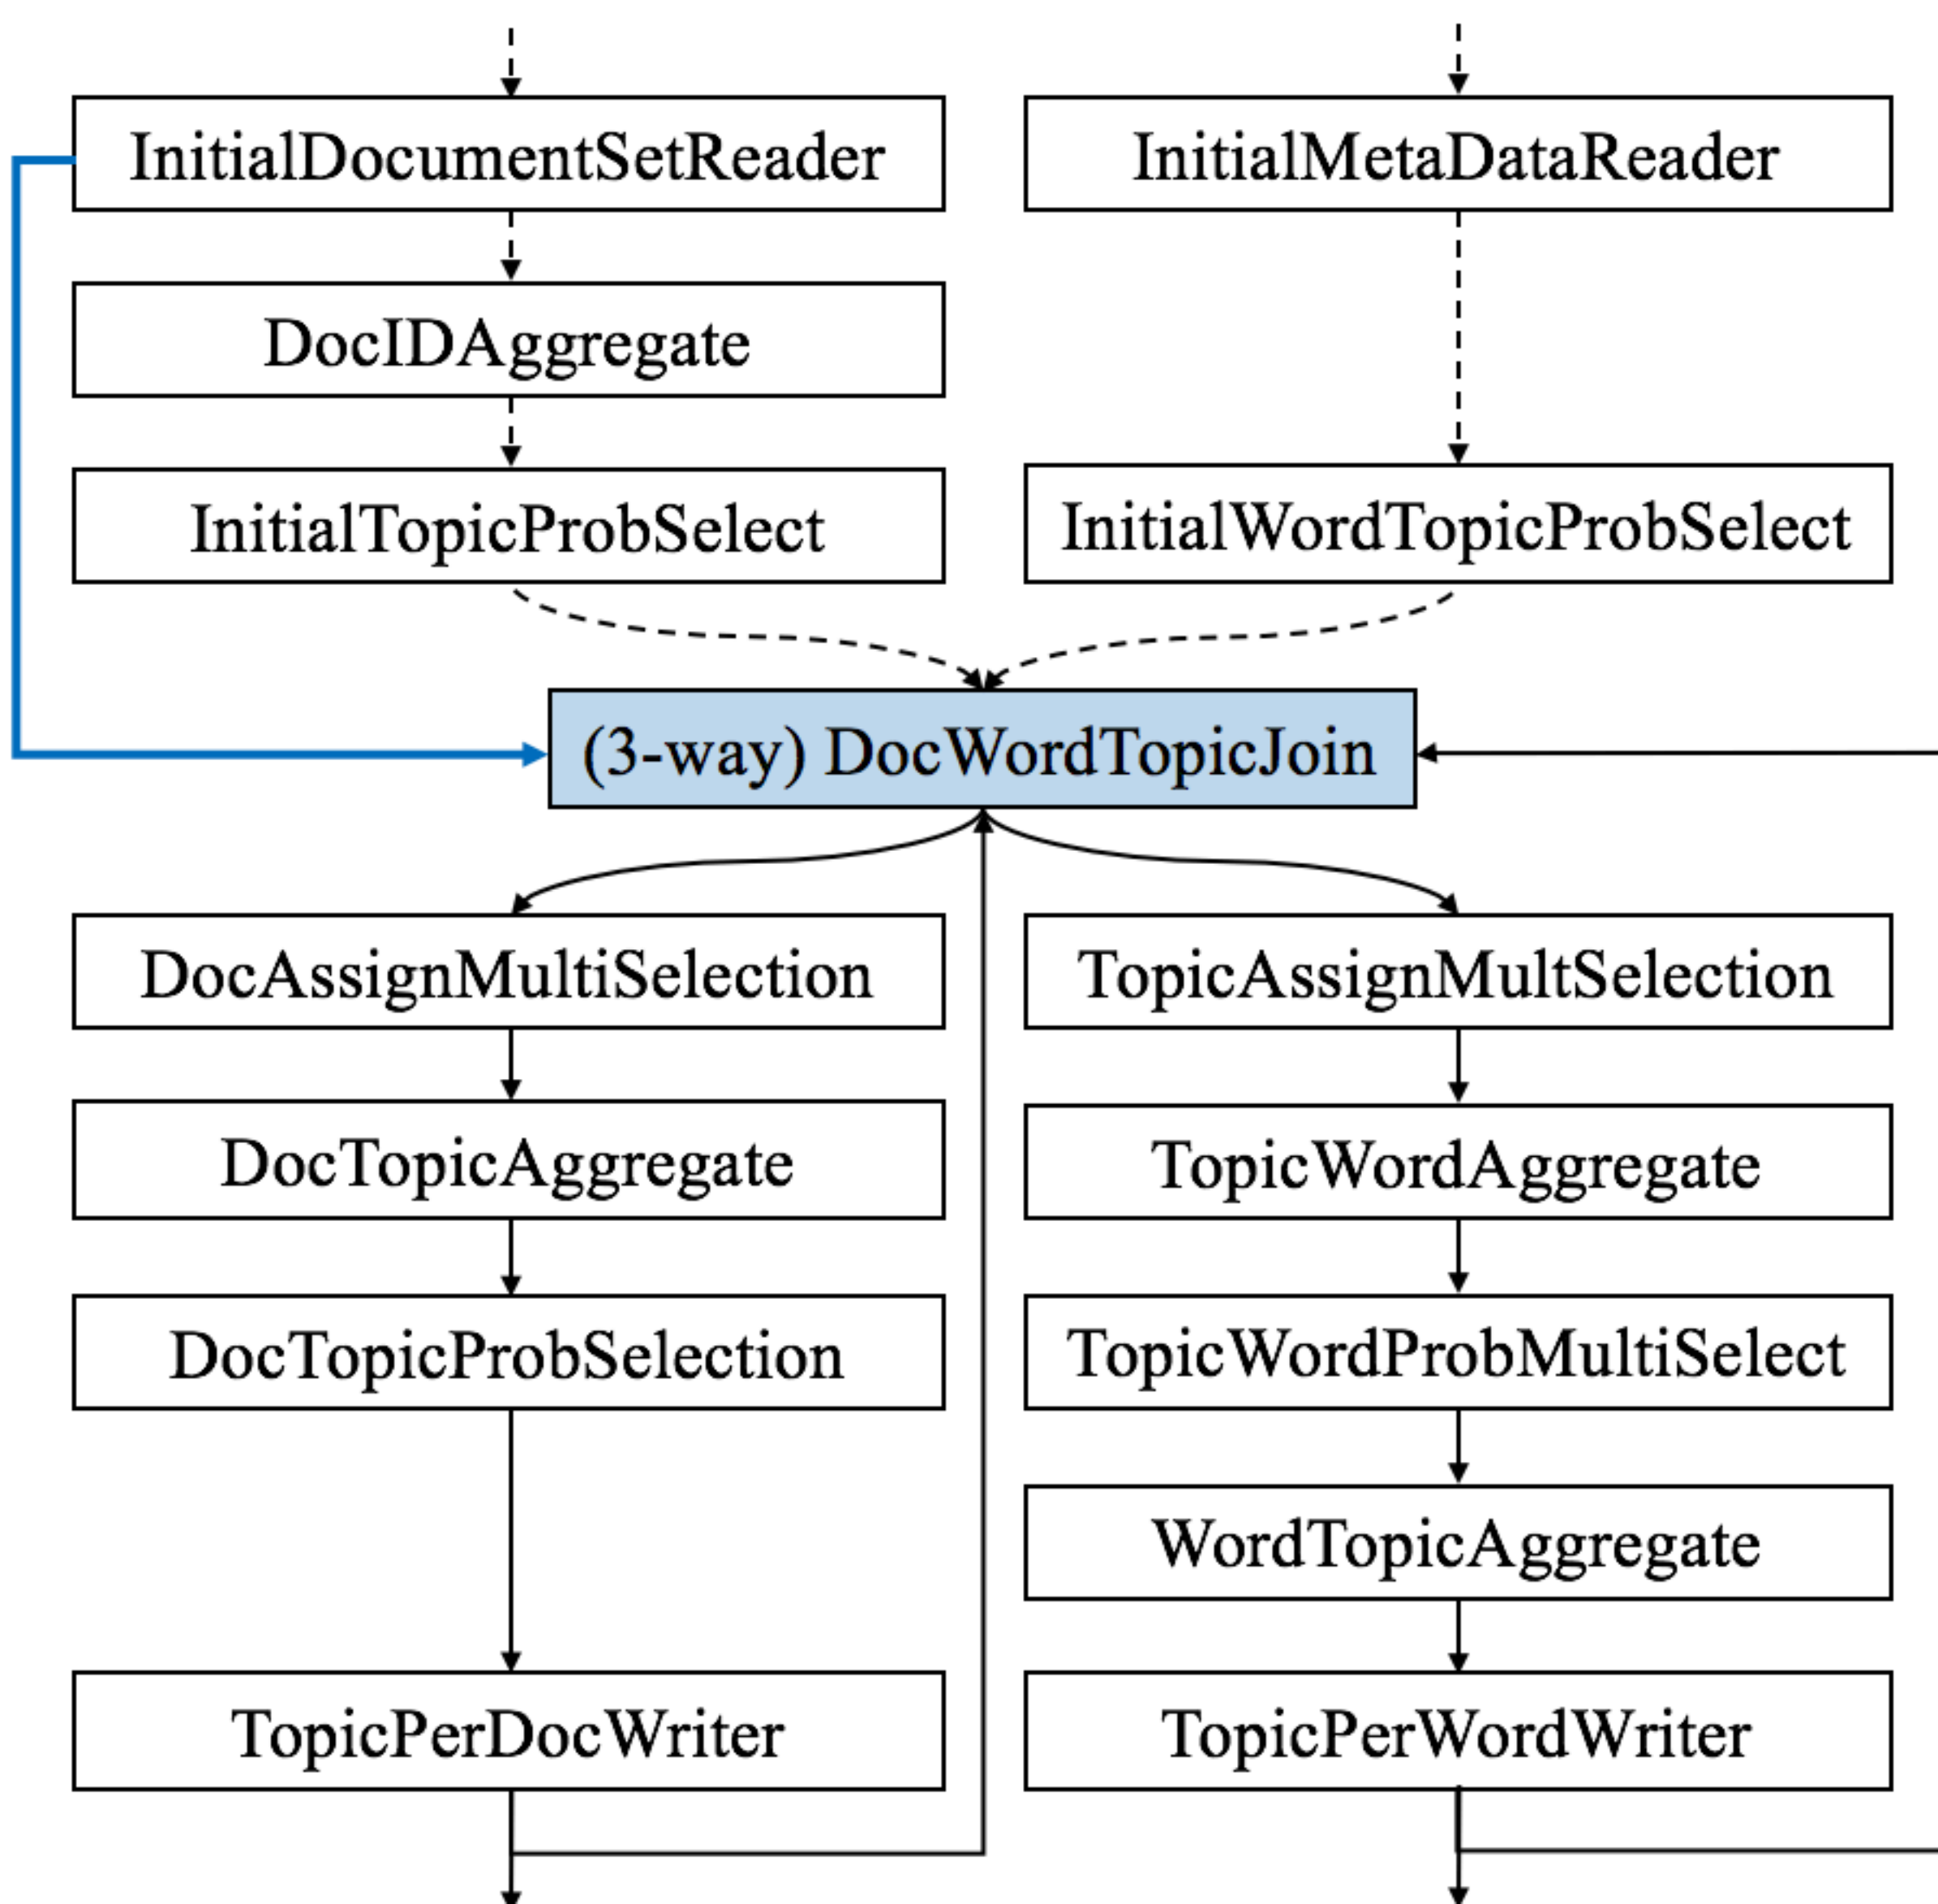 InitialDocumentSetReader
InitialMetaDataReader
DocIDAggregate
InitialTopicProbSelect
InitialWordTopicProbSelect
(3-way) DocWordTopicJoin
DocAssignMultiSelection
TopicAssignMultSelection
DocTopicAggregate
TopicWordAggregate
DocTopicProbSelection
TopicWordProbMultiSelect
WordTopicAggregate
TopicPerDocWriter
TopicPerWordWriter